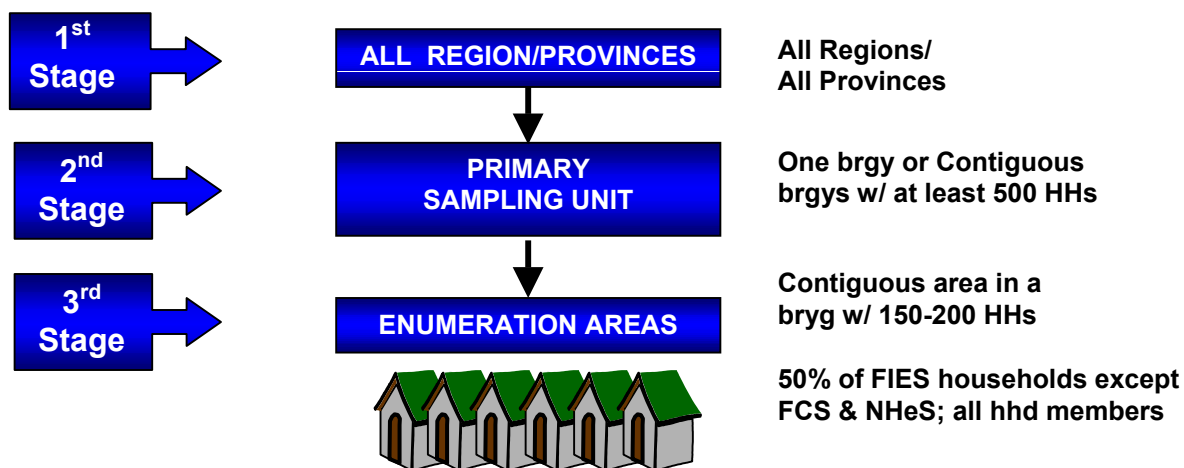 1st
Stage
ALL REGION/PROVINCES
All Regions/
All Provinces
2nd
Stage
PRIMARY
SAMPLING UNIT
One brgy or Contiguous
brgys w/ at least 500 HHs
3rd
Stage
ENUMERATION AREAS
Contiguous area in a
bryg w/ 150-200 HHs
50% of FIES households except
FCS & NHeS; all hhd members